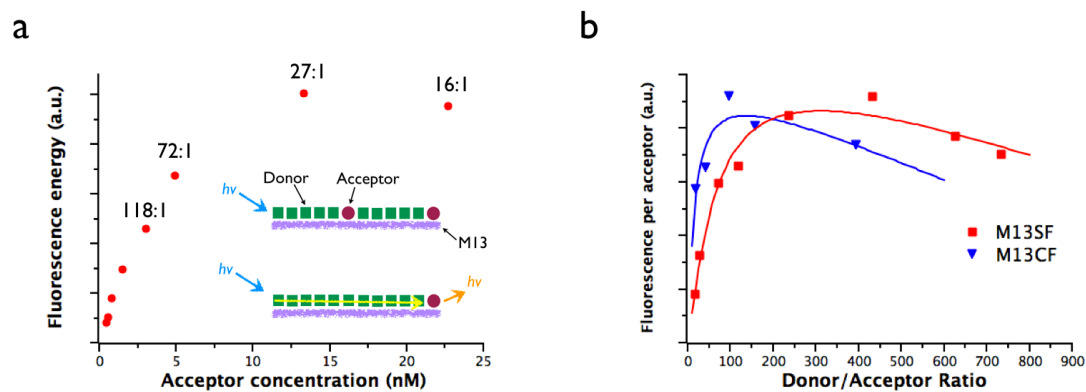 a
Fluorescence energy (a.u.)
27:1
16:1
72:1
118:1
Donor
Acceptor
hν
M13
hν
hν
0
5
10
15
20
25
Acceptor concentration (nM)
b
Fluorescence per acceptor (a.u.)
M13SF
M13CF
0
100
200
300
400
500
600
700
800
900
Donor/Acceptor Ratio